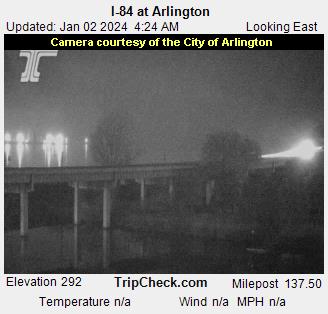 I-84 at Arlington
Updated: Jan 02 2024 4:24 AM Looking East
Camera courtesy of the City of Arlington
Elevation 292 TripCheck.com Milepost 137.50
Temperature n/a Wind n/a MPH n/a